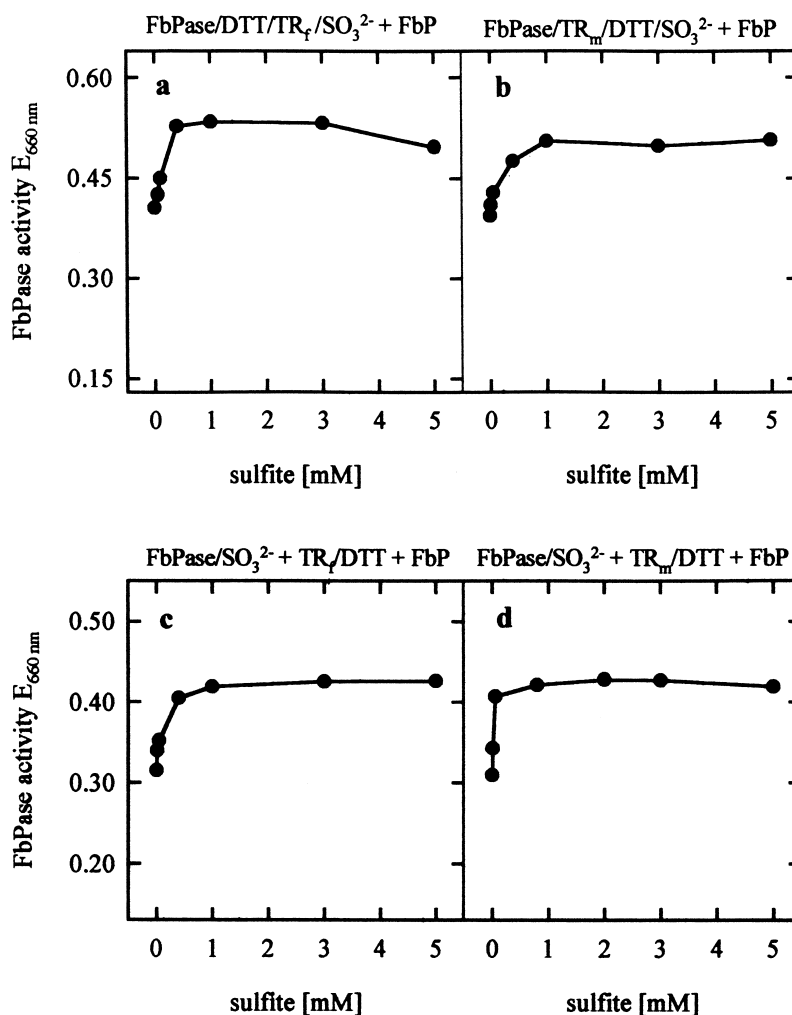 FbPase/DTT/TRf/SO32- + FbP
FbPase/TRm/DTT/SO32- + FbP
a
b
FbPase activity E660 nm
0.60
0.45
0.30
0.15
0 1 2 3 4 5
0 1 2 3 4 5
sulfite [mM]
sulfite [mM]
FbPase/SO32- + TRf/DTT + FbP
FbPase/SO32- + TRm/DTT + FbP
c
d
FbPase activity E660 nm
0.50
0.40
0.30
0.20
0 1 2 3 4 5
0 1 2 3 4 5
sulfite [mM]
sulfite [mM]